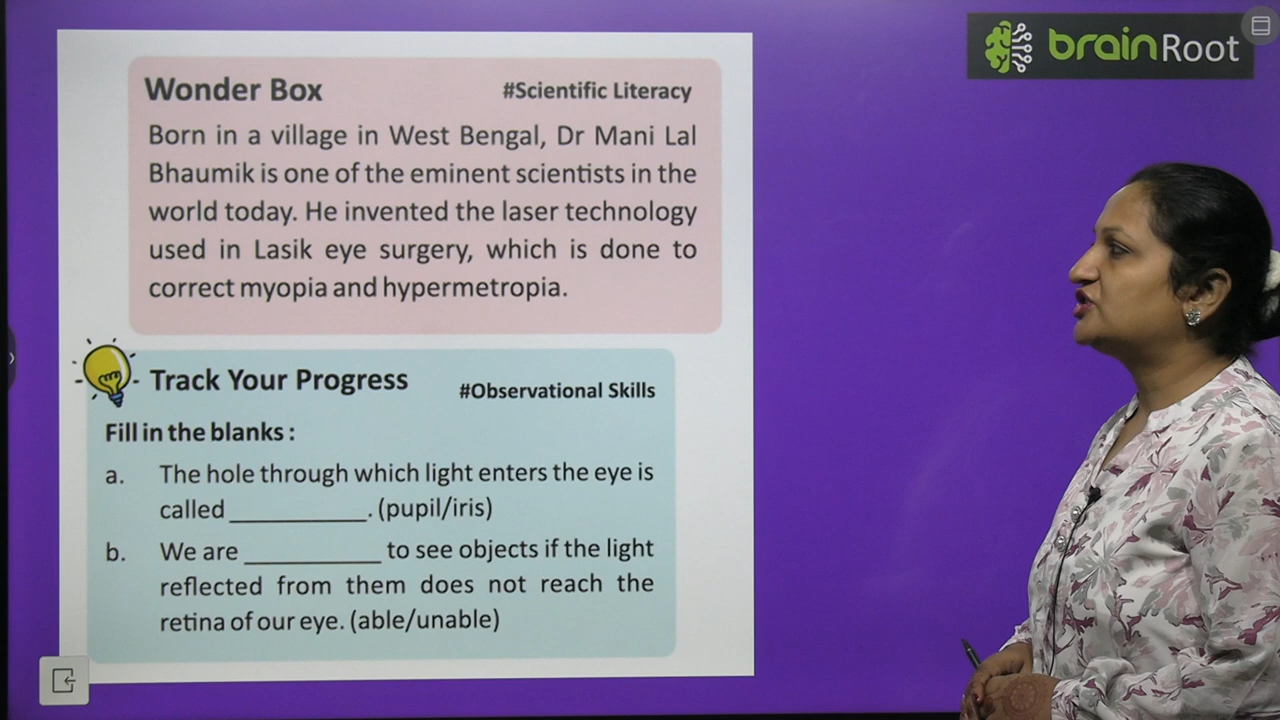 brainRoot
Wonder Box #Scientific Literacy
Born in a village in West Bengal, Dr Mani Lal
Bhaumik is one of the eminent scientists in the
world today. He invented the laser technology
used in Lasik eye surgery, which is done to
correct myopia and hypermetropia.
Track Your Progress #Observational Skills
Fill in the blanks :
a. The hole through which light enters the eye is
called __________. (pupil/iris)
b. We are __________ to see objects if the light
reflected from them does not reach the
retina of our eye. (able/unable)